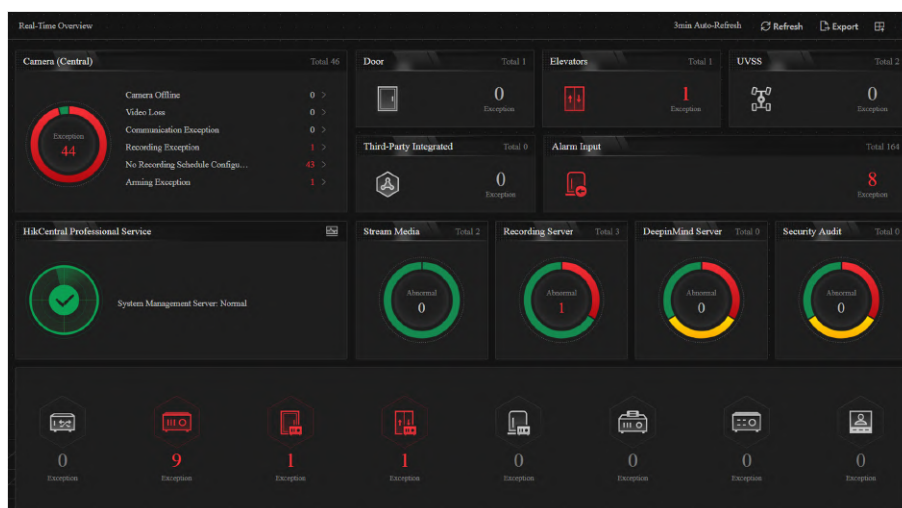 Real-Time Overview
3min Auto-Refresh Refresh Export
Camera (Central) Total 46
Exception
44
Camera Offline 0 >
Video Loss 0 >
Communication Exception 0 >
Recording Exception 1 >
No Recording Schedule Configu... 43 >
Arming Exception 1 >
Door Total 1
0
Exception
Elevators Total 1
1
Exception
UVSS Total 2
0
Exception
Third-Party Integrated Total 0
0
Exception
Alarm Input Total 164
8
Exception
HikCentral Professional Service
System Management Server: Normal
Stream Media Total 2
Abnormal
0
Recording Server Total 3
Abnormal
1
DeepinMind Server Total 0
Abnormal
0
Security Audit Total 0
Abnormal
0
0
Exception
9
Exception
1
Exception
1
Exception
0
Exception
0
Exception
0
Exception
0
Exception